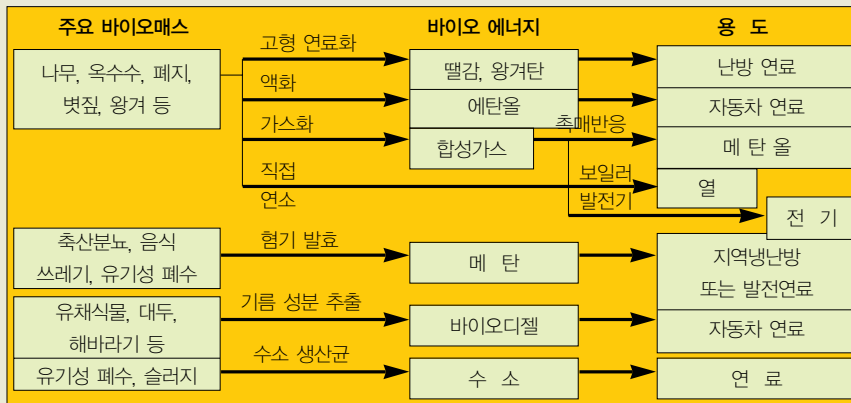 주요 바이오매스
바이오 에너지
용 도
나무, 옥수수, 폐지,
볏짚, 왕겨 등
고형 연료화
땔감, 왕겨탄
난방 연료
액화
에탄올
자동차 연료
가스화
합성가스
촉매반응
메 탄 올
직접
연소
보일러
열
발전기
전 기
축산분뇨, 음식
쓰레기, 유기성 폐수
혐기 발효
메 탄
지역냉난방
또는 발전연료
유채식물, 대두,
해바라기 등
기름 성분 추출
바이오디젤
자동차 연료
유기성 폐수, 슬러지
수소 생산균
수 소
연 료